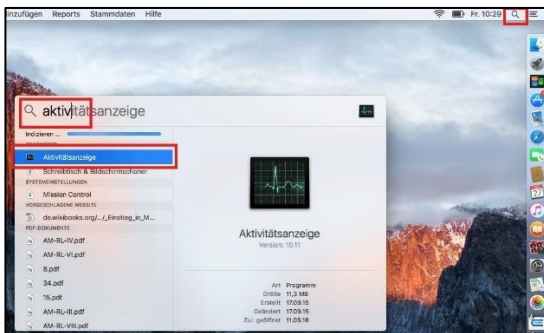 inzufügen Reports Stammdaten Hilfe Fr. 10:29
aktivitätsanzeige
Indizieren ...
Aktivitätsanzeige
Schreibtisch & Bildschirmschoner
SYSTEMEINSTELLUNGEN
Mission Control
VORGESCHLAGENE WEBSITE
de.wikibooks.org/.../_Einstieg_in_M...
PDF-DOKUMENTE
AM-RL-IV.pdf
AM-RL-VI.pdf
8.pdf
34.pdf
15.pdf
AM-RL-III.pdf
AM-RL-VIII.pdf
Aktivitätsanzeige
Version: 10.11
Art Programm
Größe 11,3 MB
Erstellt 17.09.15
Geändert 17.09.15
Zul. geöffnet 11.05.16
27